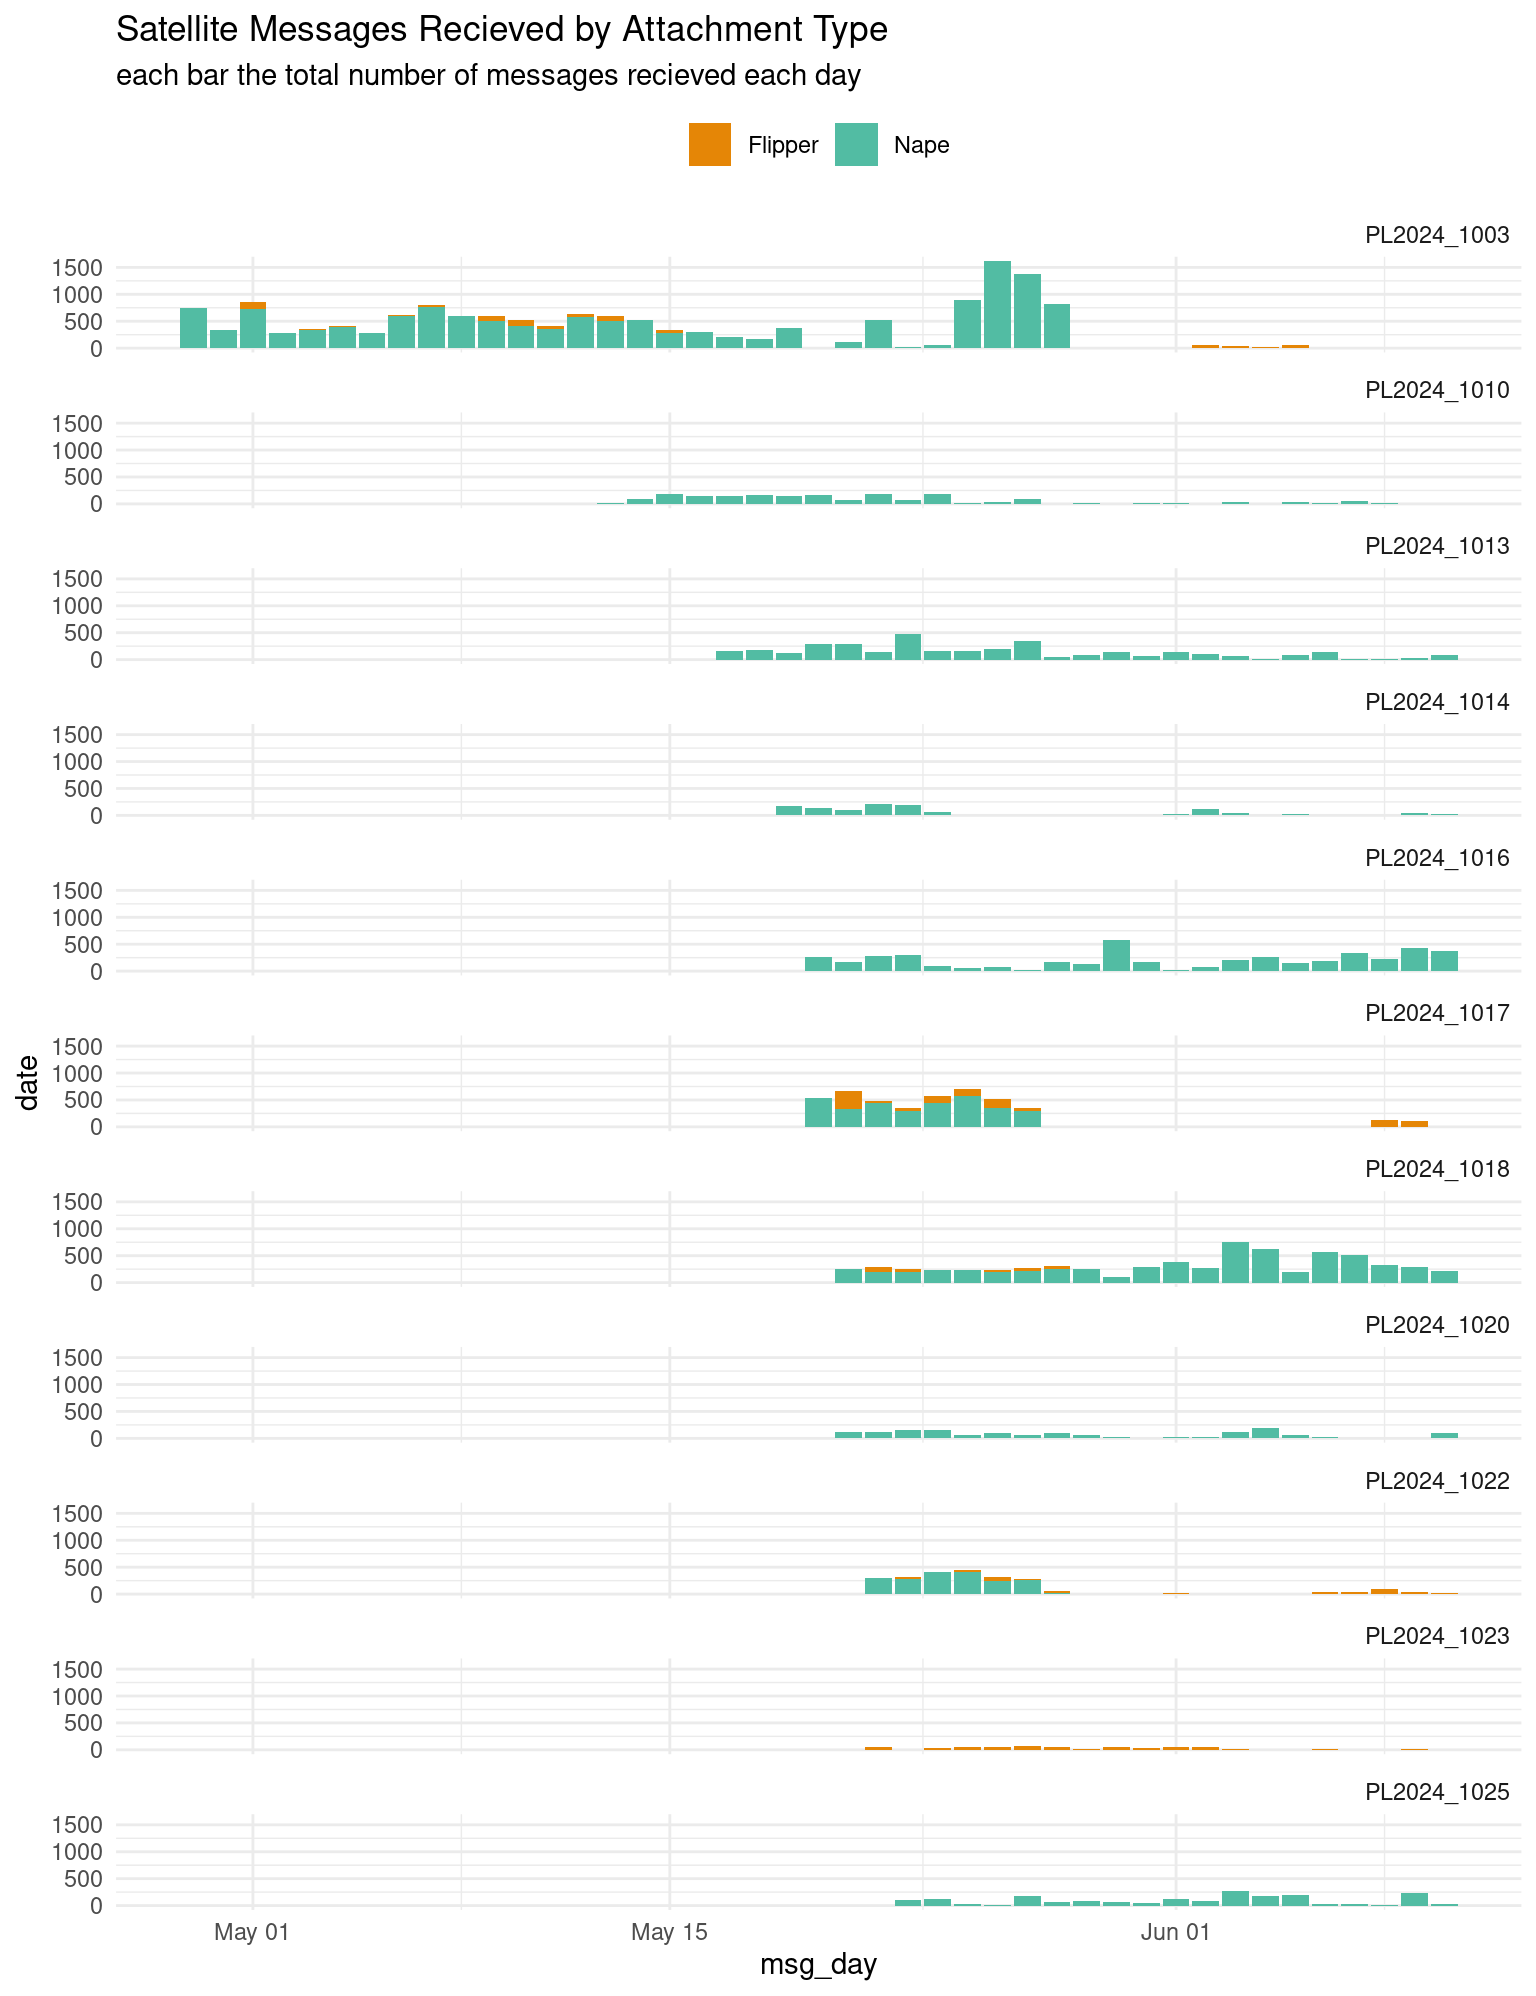 Satellite Messages Recieved by Attachment Type
each bar the total number of messages recieved each day
Flipper Nape
PL2024_1003
1500
1000
500
0
PL2024_1010
1500
1000
500
0
PL2024_1013
1500
1000
500
0
PL2024_1014
1500
1000
500
0
PL2024_1016
1500
1000
500
0
PL2024_1017
1500
1000
500
0
date
PL2024_1018
1500
1000
500
0
PL2024_1020
1500
1000
500
0
PL2024_1022
1500
1000
500
0
PL2024_1023
1500
1000
500
0
PL2024_1025
1500
1000
500
0
May 01 May 15 Jun 01
msg_day